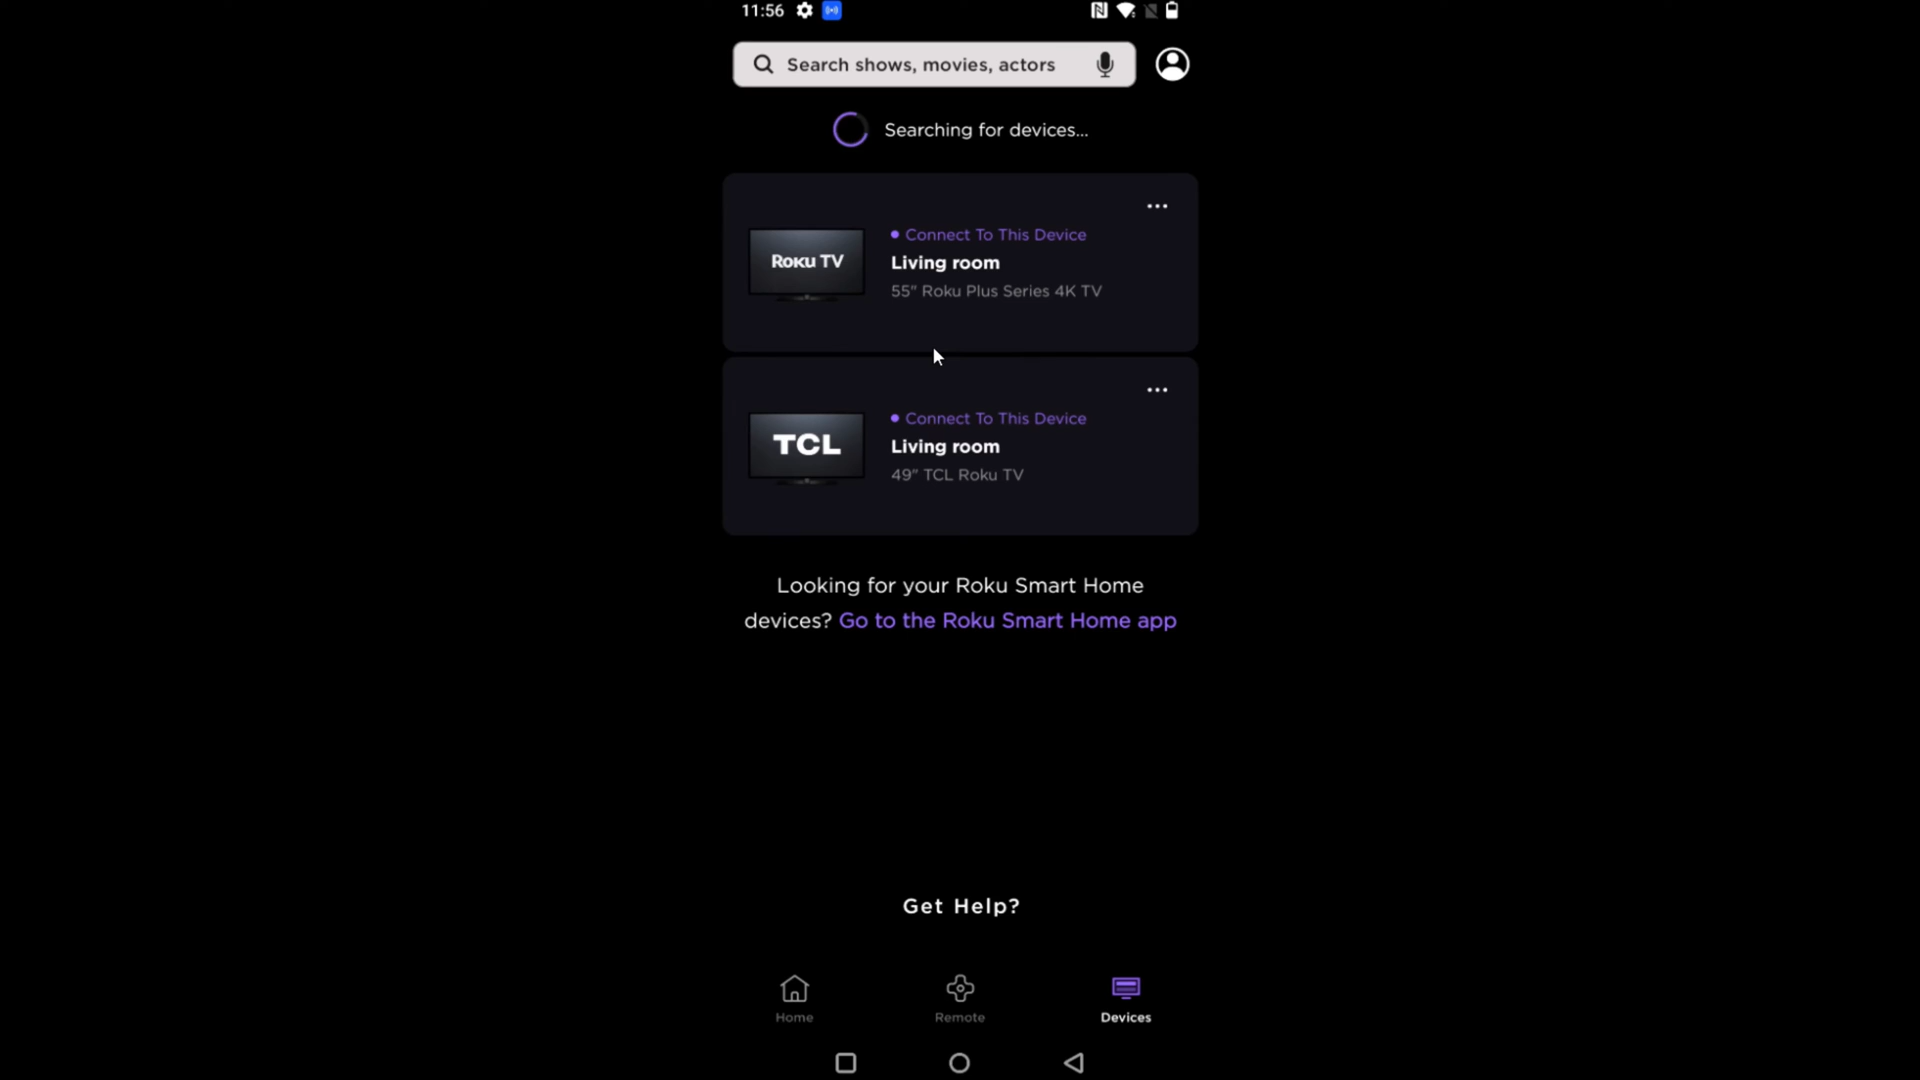 11:56
Search shows, movies, actors
Searching for devices...
Connect To This Device
Roku TV
Living room
55" Roku Plus Series 4K TV
Connect To This Device
TCL
Living room
49" TCL Roku TV
Looking for your Roku Smart Home
devices? Go to the Roku Smart Home app
Get Help?
Home
Remote
Devices